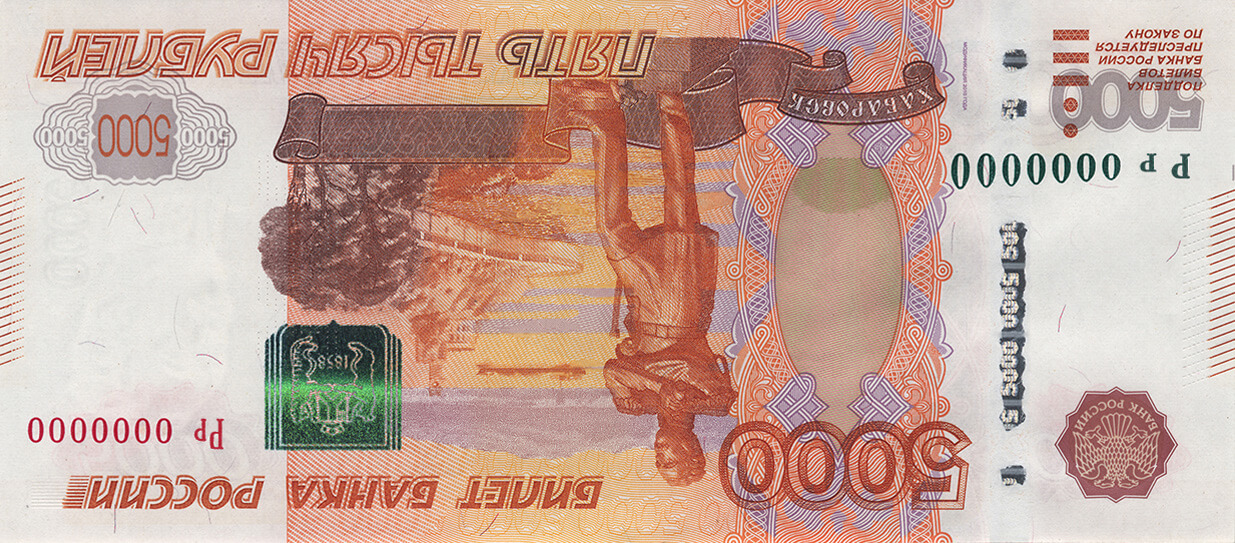 БИЛЕТ БАНКА РОССИИ
5000
БАНК РОССИИ
Рр 0000000
1858
Рр 0000000
5000
5000 5000 5000
ХАБАРОВСК
ПОДДЕЛКА
БИЛЕТОВ
БАНКА РОССИИ
ПРЕСЛЕДУЕТСЯ
ПО ЗАКОНУ
ПЯТЬ ТЫСЯЧ РУБЛЕЙ